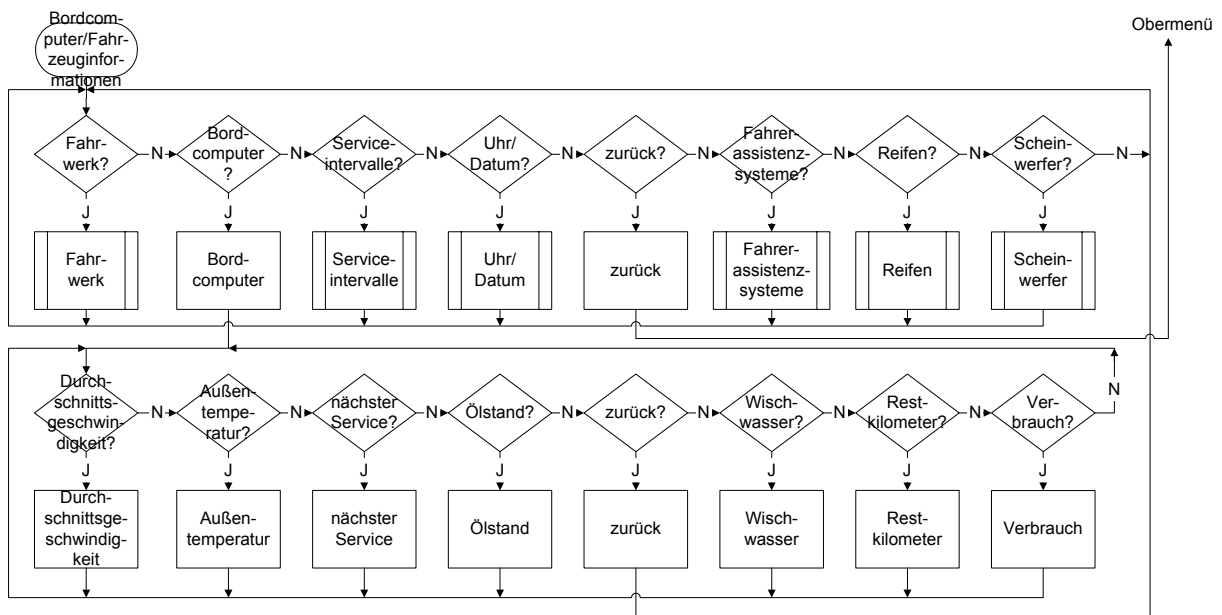 Bordcom-
puter/Fahr-
zeuginfor-
mationen
Obermenü
Fahr-
werk?
N
Bord-
computer
?
N
Service-
intervalle?
N
Uhr/
Datum?
N
zurück?
N
Fahrer-
assistenz-
systeme?
N
Reifen?
N
Schein-
werfer?
N
J
J
J
J
J
J
J
J
Fahr-
werk
Bord-
computer
Service-
intervalle
Uhr/
Datum
zurück
Fahrer-
assistenz-
systeme
Reifen
Schein-
werfer
Durch-
schnitts-
geschwin-
digkeit?
N
Außen-
tempe-
ratur?
N
nächster
Service?
N
Ölstand?
N
zurück?
N
Wisch-
wasser?
N
Rest-
kilometer?
N
Ver-
brauch?
N
J
J
J
J
J
J
J
J
Durch-
schnittsge-
schwindig-
keit
Außen-
temperatur
nächster
Service
Ölstand
zurück
Wisch-
wasser
Rest-
kilometer
Verbrauch